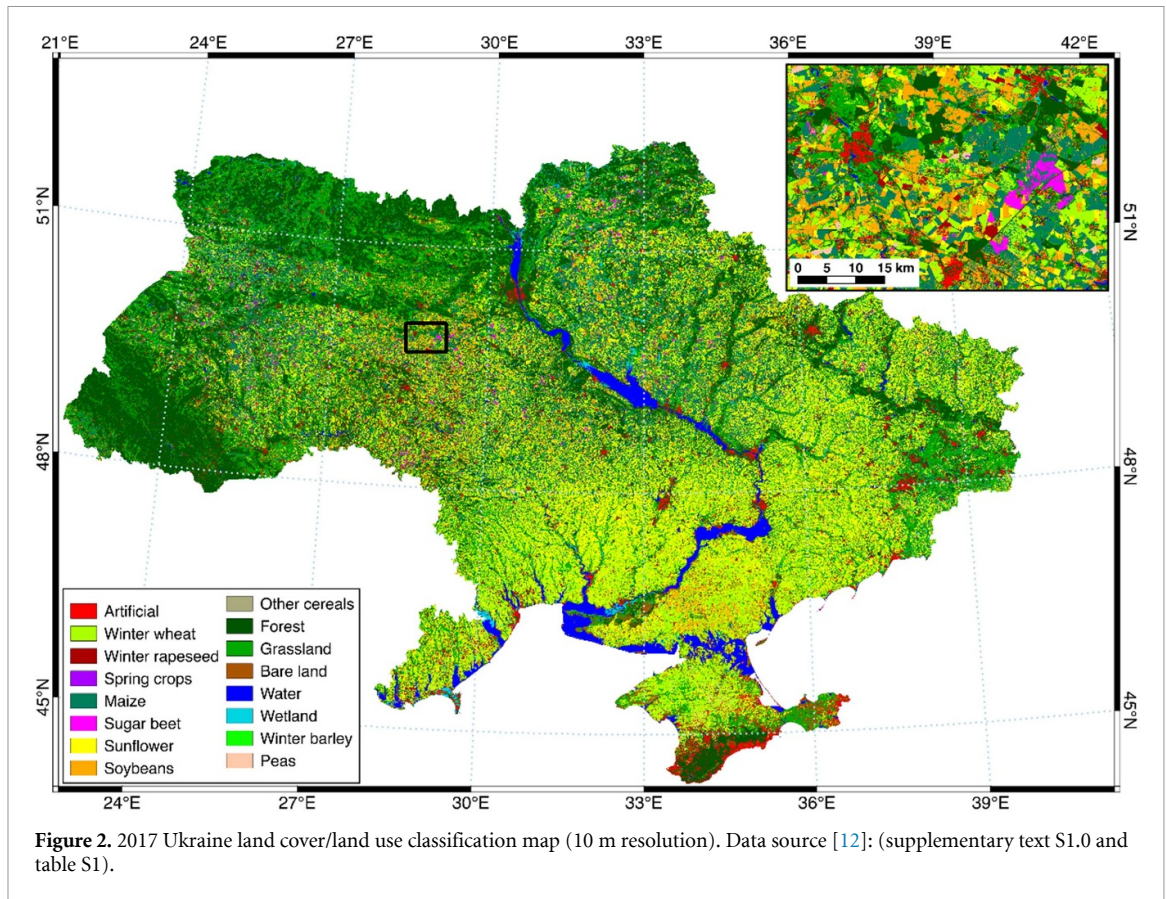 21°E 24°E 27°E 30°E 33°E 36°E 39°E 42°E
51°N
51°N
48°N
48°N
45°N
45°N
0 5 10 15 km
Artificial
Winter wheat
Winter rapeseed
Spring crops
Maize
Sugar beet
Sunflower
Soybeans
Other cereals
Forest
Grassland
Bare land
Water
Wetland
Winter barley
Peas
24°E 27°E 30°E 33°E 36°E 39°E
Figure 2. 2017 Ukraine land cover/land use classification map (10 m resolution). Data source [12]: (supplementary text S1.0 and
table S1).